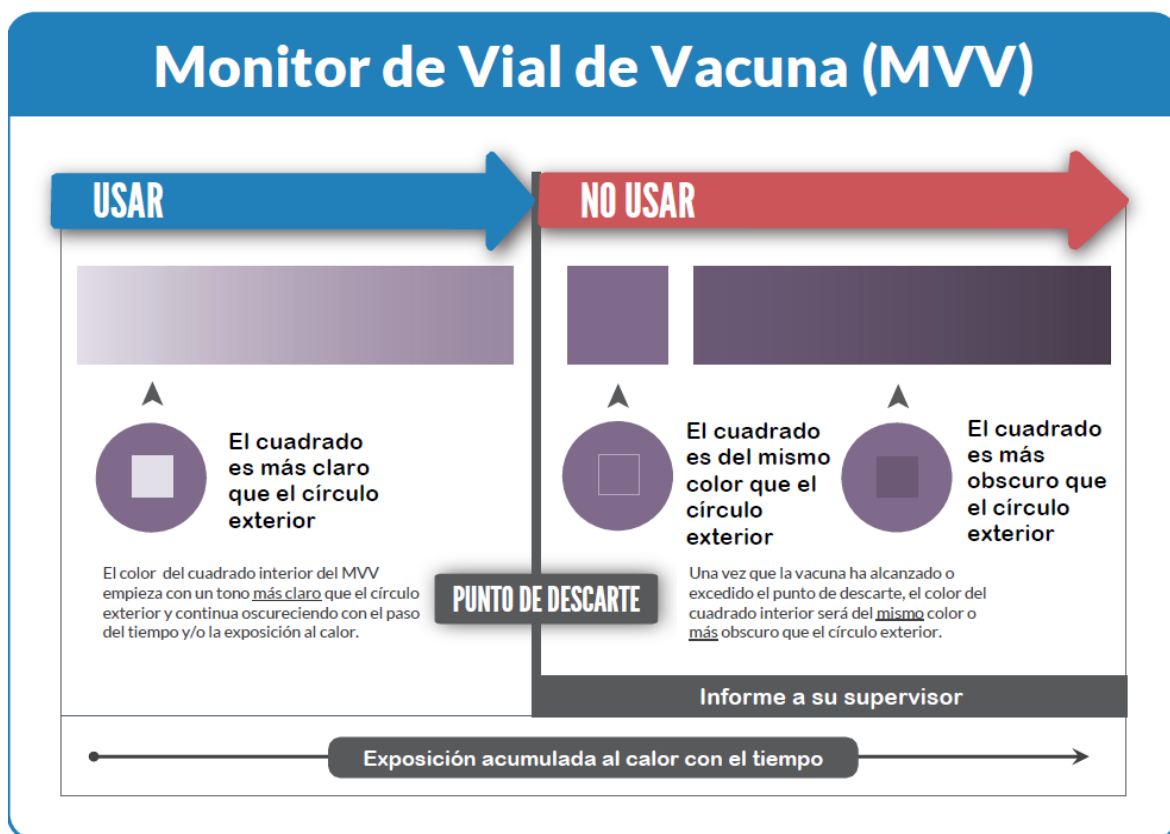 Monitor de Vial de Vacuna (MVV)
USAR
NO USAR
El cuadrado
es más claro
que el círculo
exterior
El cuadrado
es del mismo
color que el
círculo
exterior
El cuadrado
es más
obscuro que
el círculo
exterior
El color del cuadrado interior del MVV
empieza con un tono más claro que el círculo
exterior y continua oscureciendo con el paso
del tiempo y/o la exposición al calor.
PUNTO DE DESCARTE
Una vez que la vacuna ha alcanzado o
excedido el punto de descarte, el color del
cuadrado interior será del mismo color o
más obscuro que el círculo exterior.
Informe a su supervisor
Exposición acumulada al calor con el tiempo